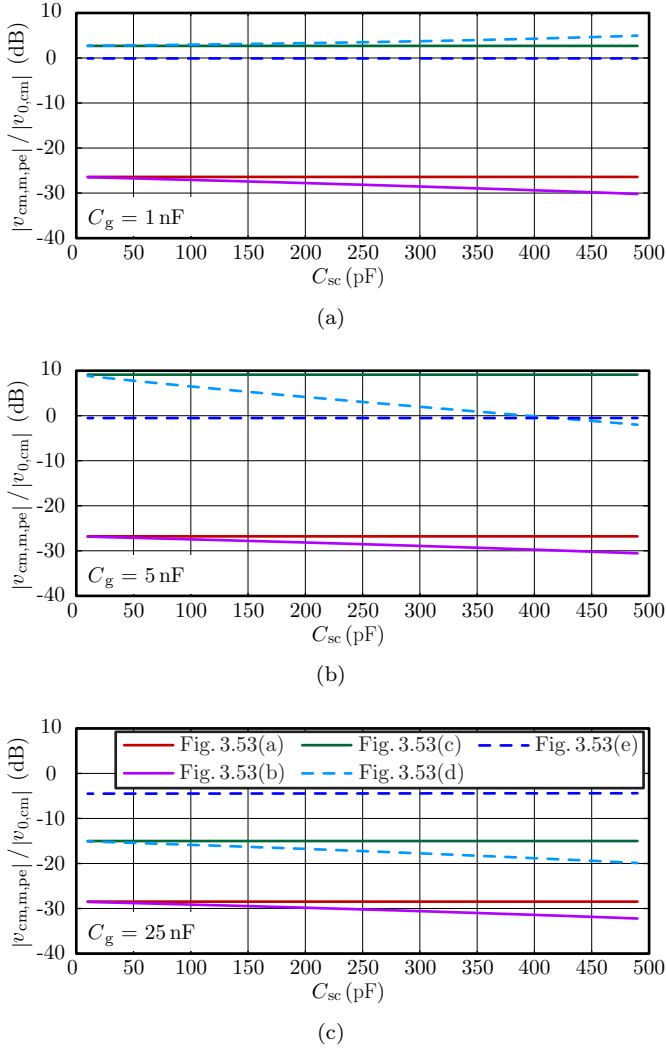 |v_cm,m,pe| / |v_0,cm| (dB)
10
0
-10
-20
-30
-40
C_g = 1 nF
0 50 100 150 200 250 300 350 400 450 500
C_sc (pF)
(a)
|v_cm,m,pe| / |v_0,cm| (dB)
10
0
-10
-20
-30
-40
C_g = 5 nF
0 50 100 150 200 250 300 350 400 450 500
C_sc (pF)
(b)
|v_cm,m,pe| / |v_0,cm| (dB)
10
0
-10
-20
-30
-40
Fig. 3.53(a) Fig. 3.53(c) Fig. 3.53(e)
Fig. 3.53(b) Fig. 3.53(d)
C_g = 25 nF
0 50 100 150 200 250 300 350 400 450 500
C_sc (pF)
(c)